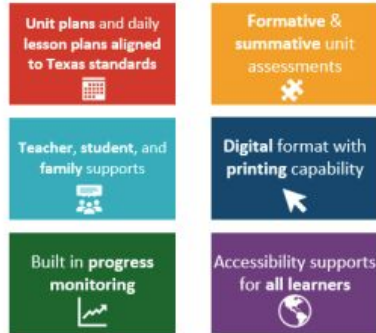 Unit plans and daily
lesson plans aligned
to Texas standards
Formative &
summative unit
assessments
Teacher, student, and
family supports
Digital format with
printing capability
Built in progress
monitoring
Accessibility supports
for all learners